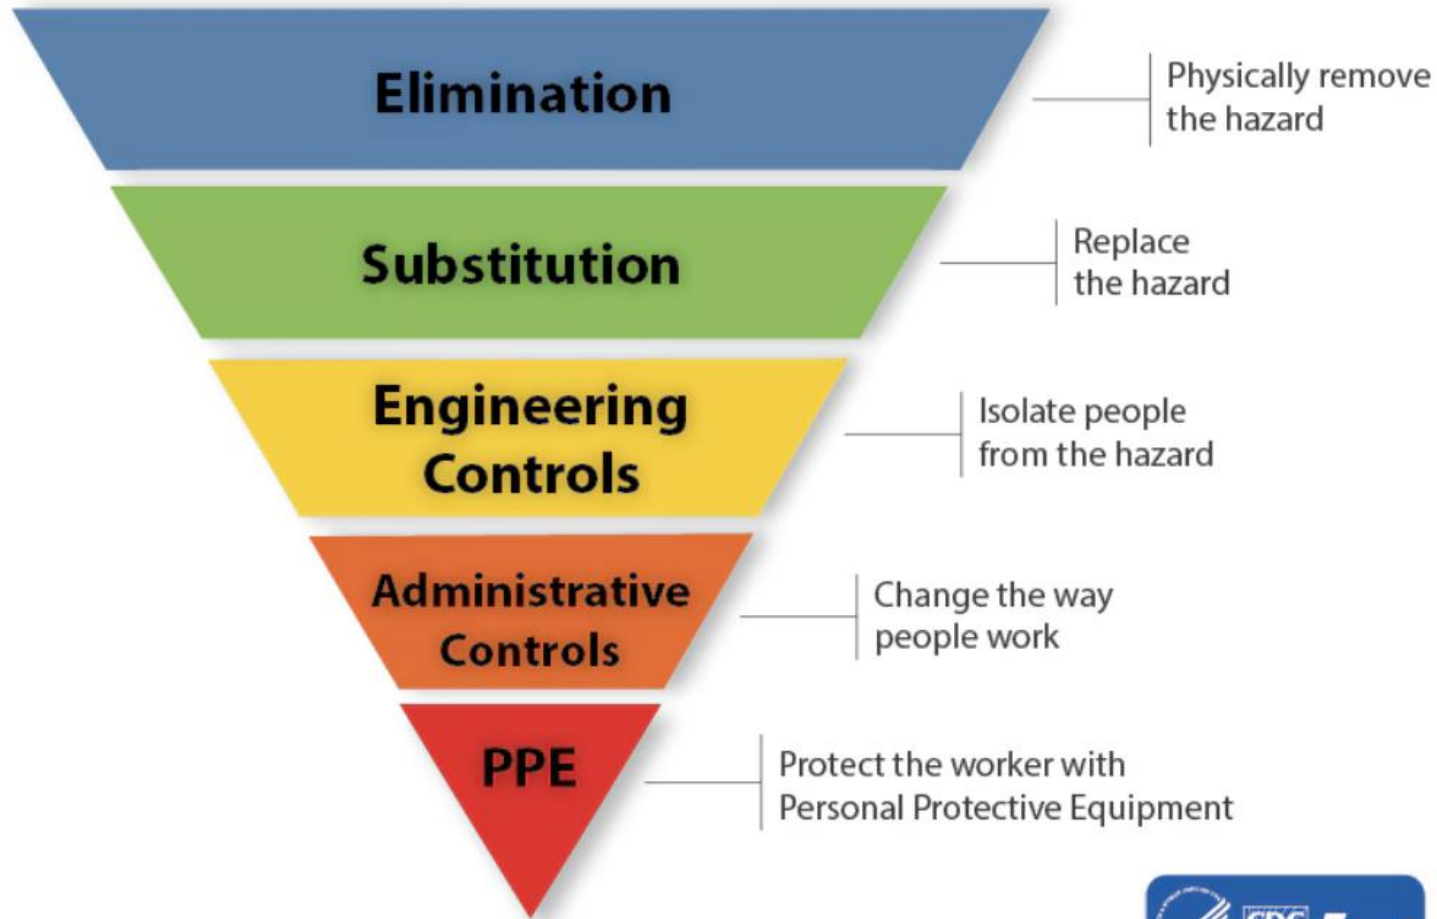 Elimination
Physically remove
the hazard
Substitution
Replace
the hazard
Engineering
Controls
Isolate people
from the hazard
Administrative
Controls
Change the way
people work
PPE
Protect the worker with
Personal Protective Equipment
CDC